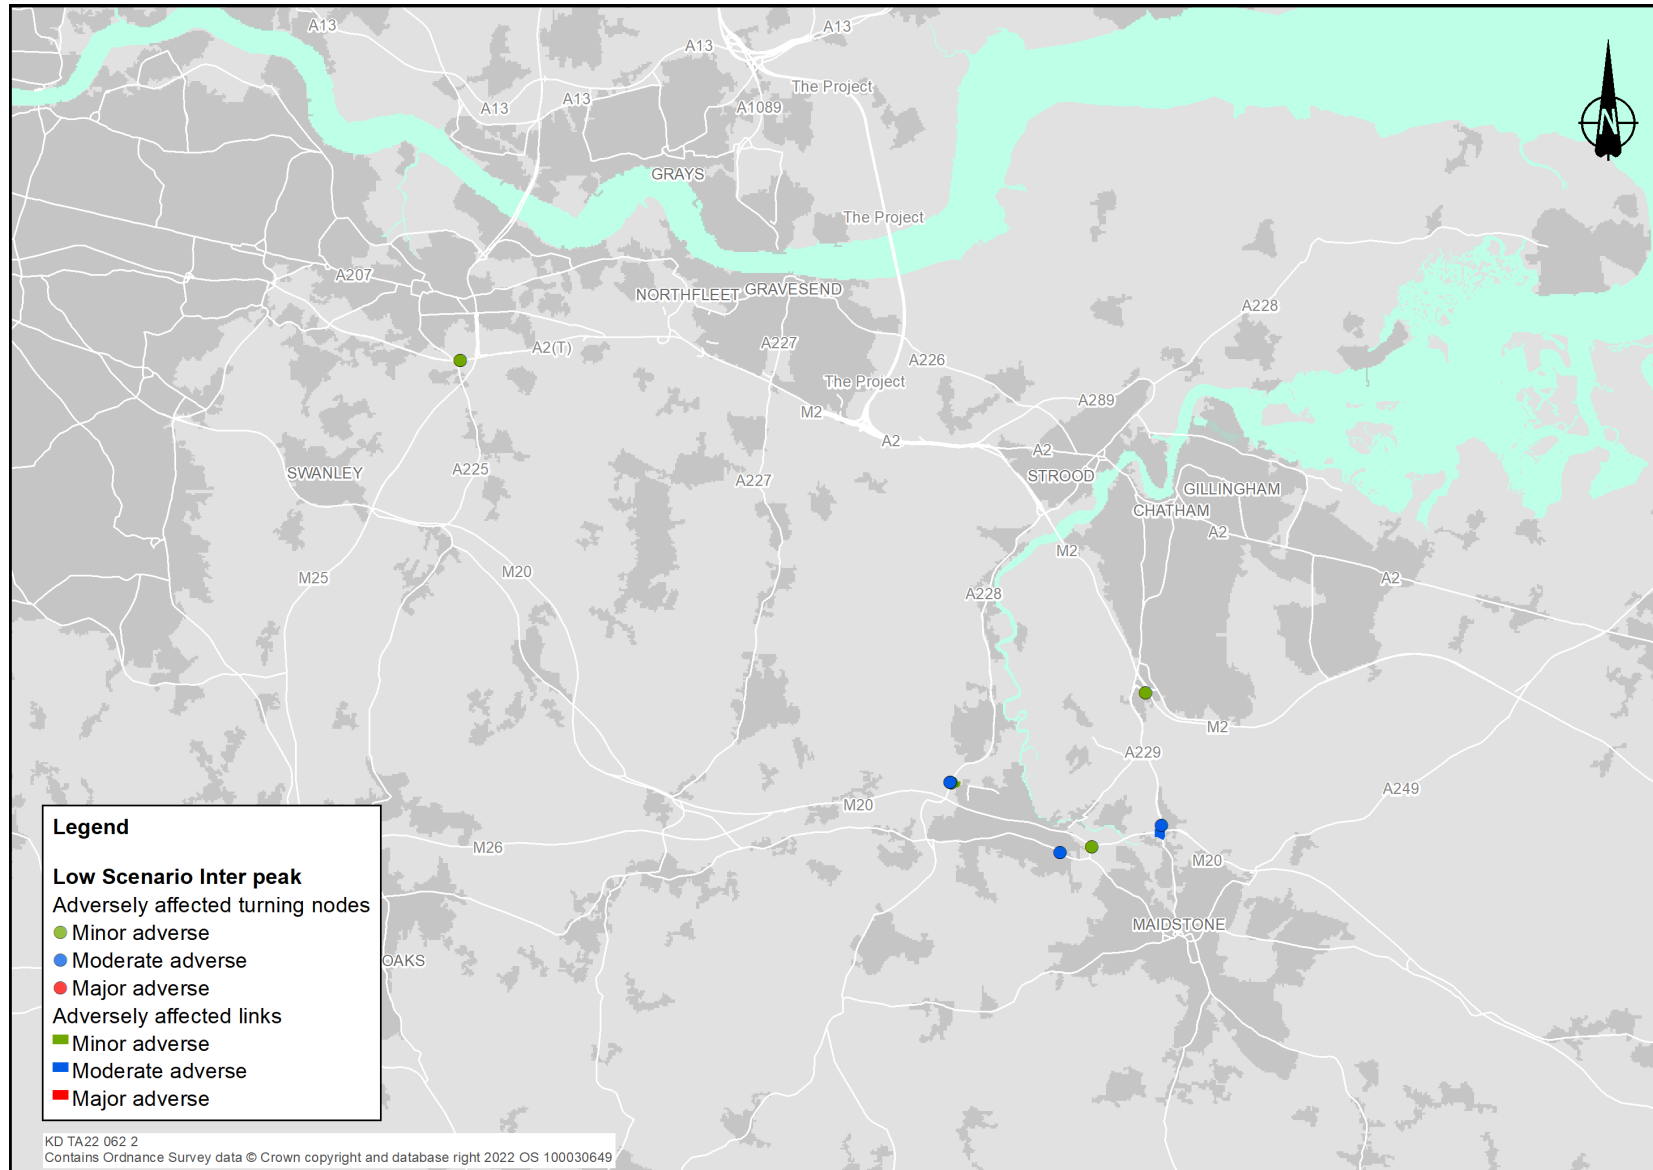 A13
A13
A13
The Project
A13
A13
A1089
GRAYS
The Project
A207
NORTHFLEET
GRAVESEND
A228
A2(T)
A227
A226
The Project
A289
M2
A2
A2
SWANLEY
A225
A227
STROOD
GILLINGHAM
CHATHAM
A2
M2
M25
M20
A228
A2
M2
A229
M20
A249
M26
M20
MAIDSTONE
OAKS
N
Legend
Low Scenario Inter peak
Adversely affected turning nodes
Minor adverse
Moderate adverse
Major adverse
Adversely affected links
Minor adverse
Moderate adverse
Major adverse
KD TA22 062 2
Contains Ordnance Survey data © Crown copyright and database right 2022 OS 100030649